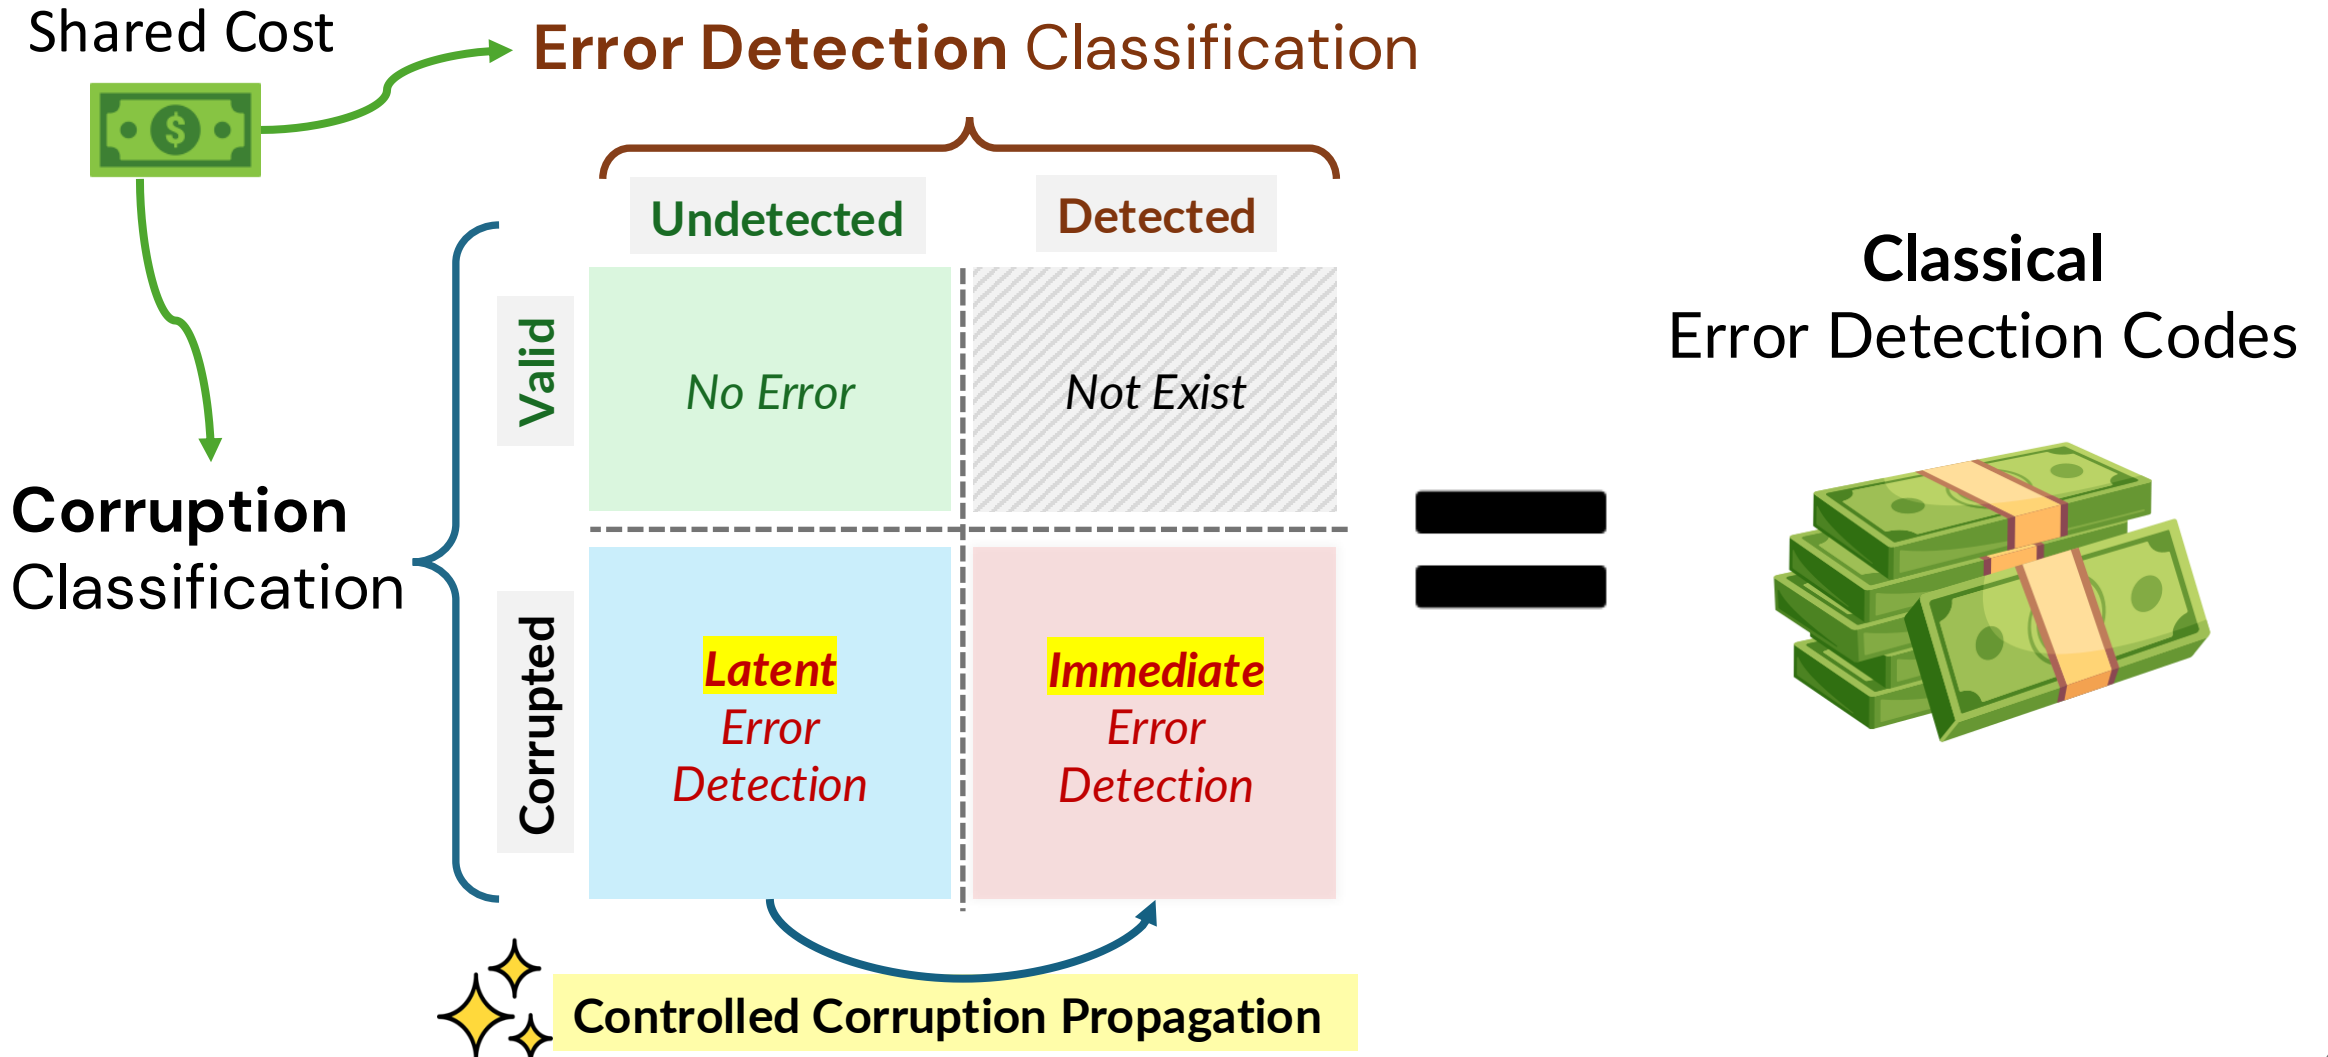 Shared Cost
Error Detection Classification
$
Undetected
Detected
Classical
Error Detection Codes
Valid
No Error
Not Exist
Corruption
Classification
Corrupted
Latent
Error
Detection
Immediate
Error
Detection
Controlled Corruption Propagation